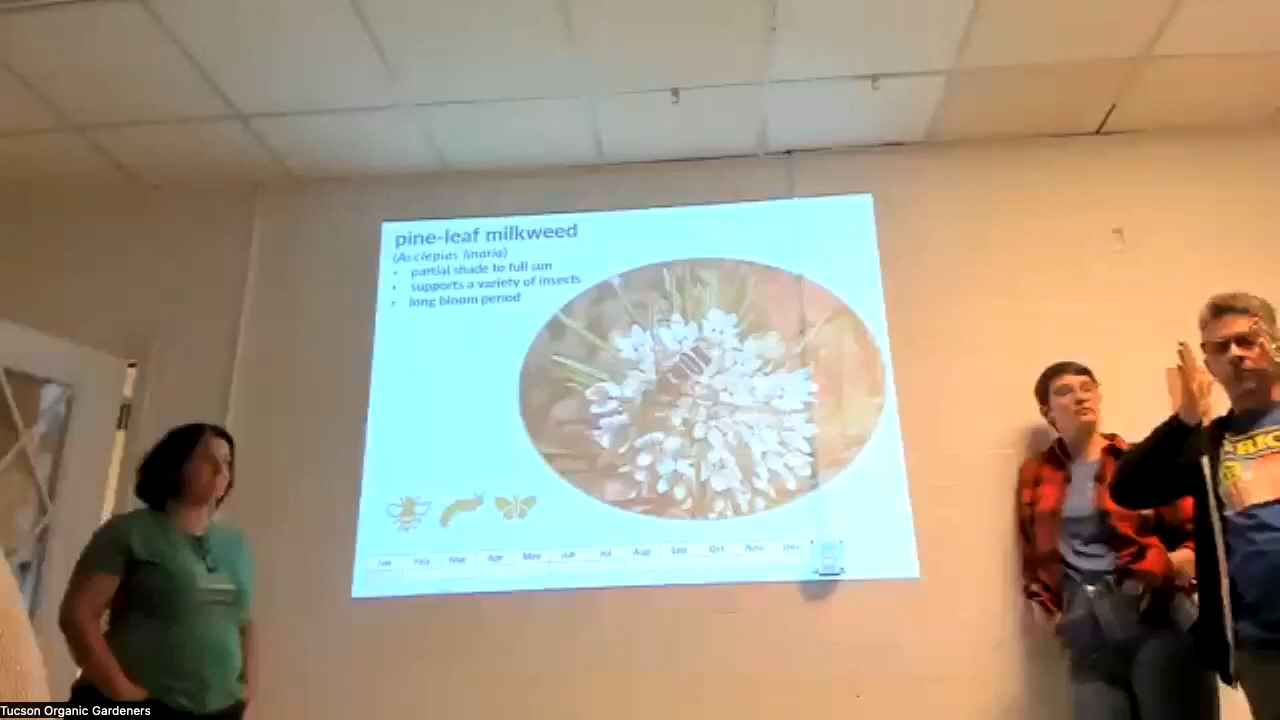 pine-leaf milkweed
(Asclepias linaria)
• partial shade to full sun
• supports a variety of insects
• long bloom period
Jan Feb Mar Apr May Jun Jul Aug Sep Oct Nov Dec
RIC
Tucson Organic Gardeners